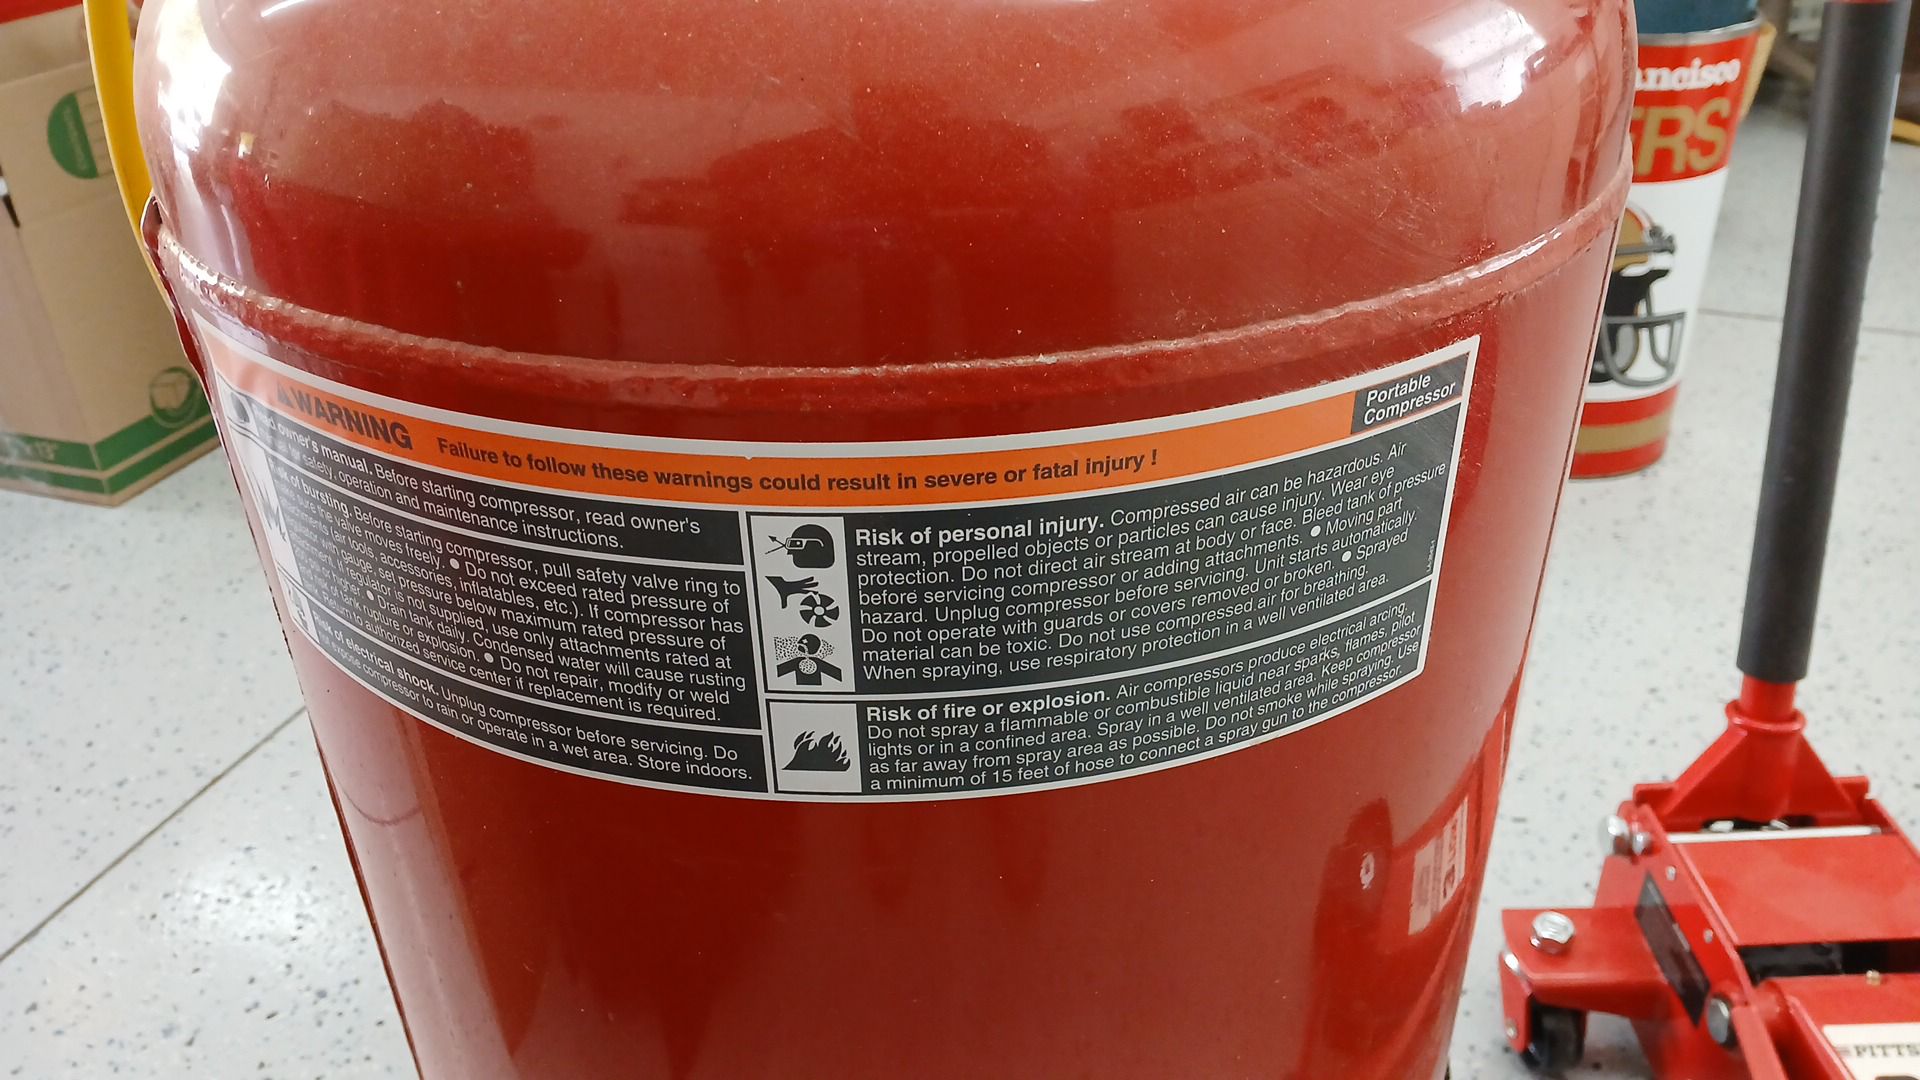 WARNING Failure to follow these warnings could result in severe or fatal injury !
Portable
Compressor
owner's manual. Before starting compressor, read owner's
for safety, operation and maintenance instructions.
of bursting. Before starting compressor, pull safety valve ring to
sure the valve moves freely. ● Do not exceed rated pressure of
(air tools, accessories, inflatables, etc.). If compressor has
with gauge, set pressure below maximum rated pressure of
If regulator is not supplied, use only attachments rated at
or higher. ● Drain tank daily. Condensed water will cause rusting
of tank rupture or explosion. ● Do not repair, modify or weld
Return to authorized service center if replacement is required.
Risk of electrical shock. Unplug compressor before servicing. Do
not expose compressor to rain or operate in a wet area. Store indoors.
Risk of personal injury. Compressed air can be hazardous. Air
stream, propelled objects or particles can cause injury. Wear eye
protection. Do not direct air stream at body or face. Bleed tank of pressure
before servicing compressor or adding attachments. ● Moving part
hazard. Unplug compressor before servicing. Unit starts automatically.
Do not operate with guards or covers removed or broken. ● Sprayed
material can be toxic. Do not use compressed air for breathing.
When spraying, use respiratory protection in a well ventilated area.
Risk of fire or explosion. Air compressors produce electrical arcing.
Do not spray a flammable or combustible liquid near sparks, flames, pilot
lights or in a confined area. Spray in a well ventilated area. Keep compressor
as far away from spray area as possible. Do not smoke while spraying. Use
a minimum of 15 feet of hose to connect a spray gun to the compressor.
ancisco
ERS
PITTS